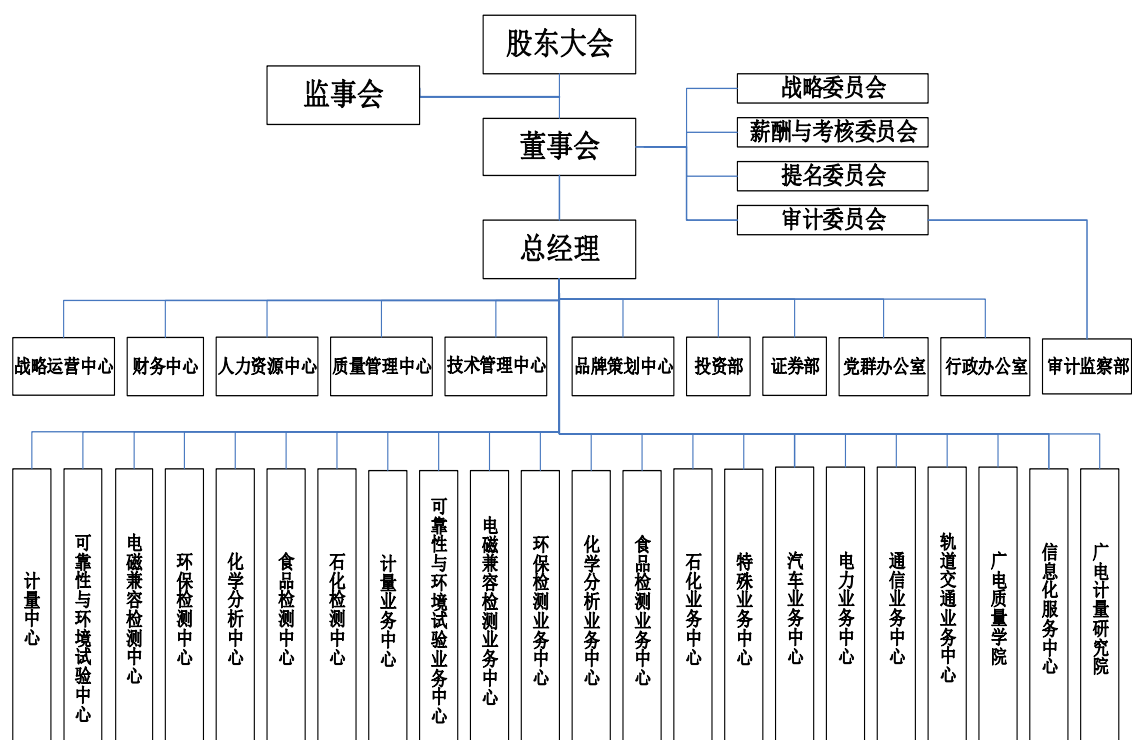 股东大会
监事会
战略委员会
薪酬与考核委员会
董事会
提名委员会
审计委员会
总经理
战略运营中心
财务中心
人力资源中心
质量管理中心
技术管理中心
品牌策划中心
投资部
证券部
党群办公室
行政办公室
审计监察部
计量中心
可靠性与环境试验中心
电磁兼容检测中心
环保检测中心
化学分析中心
食品检测中心
石化检测中心
计量业务中心
可靠性与环境试验业务中心
电磁兼容检测业务中心
环保检测业务中心
化学分析业务中心
食品检测业务中心
石化业务中心
特殊业务中心
汽车业务中心
电力业务中心
通信业务中心
轨道交通业务中心
广电质量学院
信息化服务中心
广电计量研究院